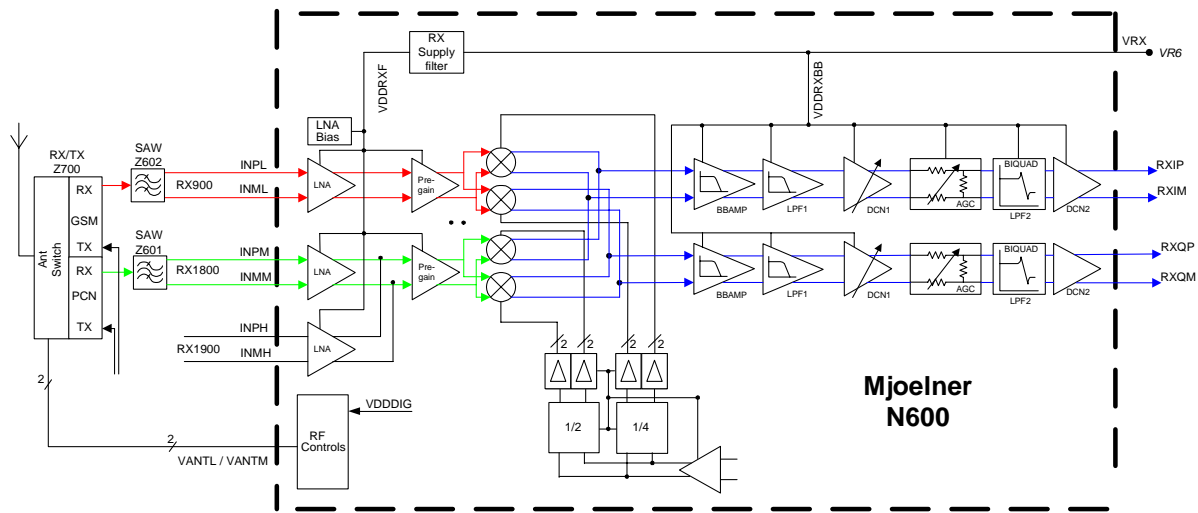 RX
Supply
filter
VRX
VR6
VDDRXF
VDDRXBB
LNA
Bias
RX/TX
Z700
SAW
Z602
RX
GSM
TX
RX
PCN
TX
Ant
Switch
RX900
INPL
INML
LNA
Pre-
gain
SAW
Z601
RX1800
INPM
INMM
LNA
Pre-
gain
INPH
RX1900
INMH
LNA
BBAMP
LPF1
DCN1
AGC
BIQUAD
LPF2
DCN2
RXIP
RXIM
BBAMP
LPF1
DCN1
AGC
BIQUAD
LPF2
DCN2
RXQP
RXQM
2
2
2
2
1/2
1/4
Mjoelner
N600
RF
Controls
VDDDIG
2
2
VANTL / VANTM